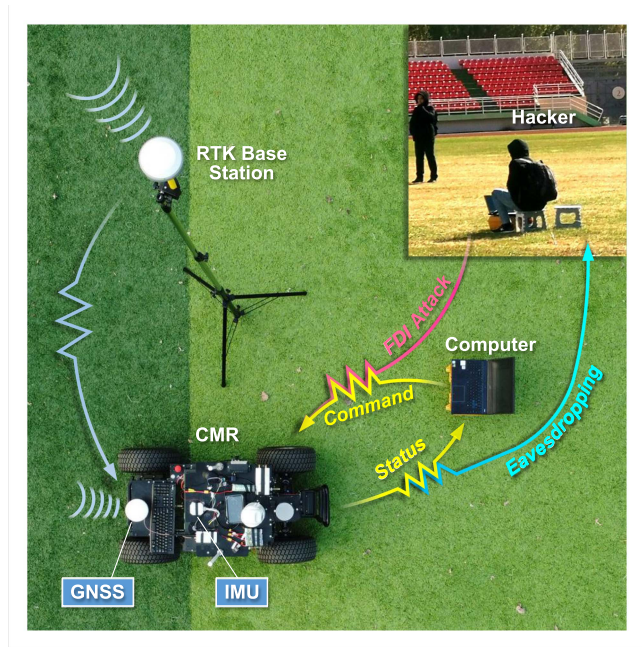 Hacker
RTK Base
Station
FDI Attack
Computer
Command
CMR
Status
Eavesdropping
GNSS
IMU